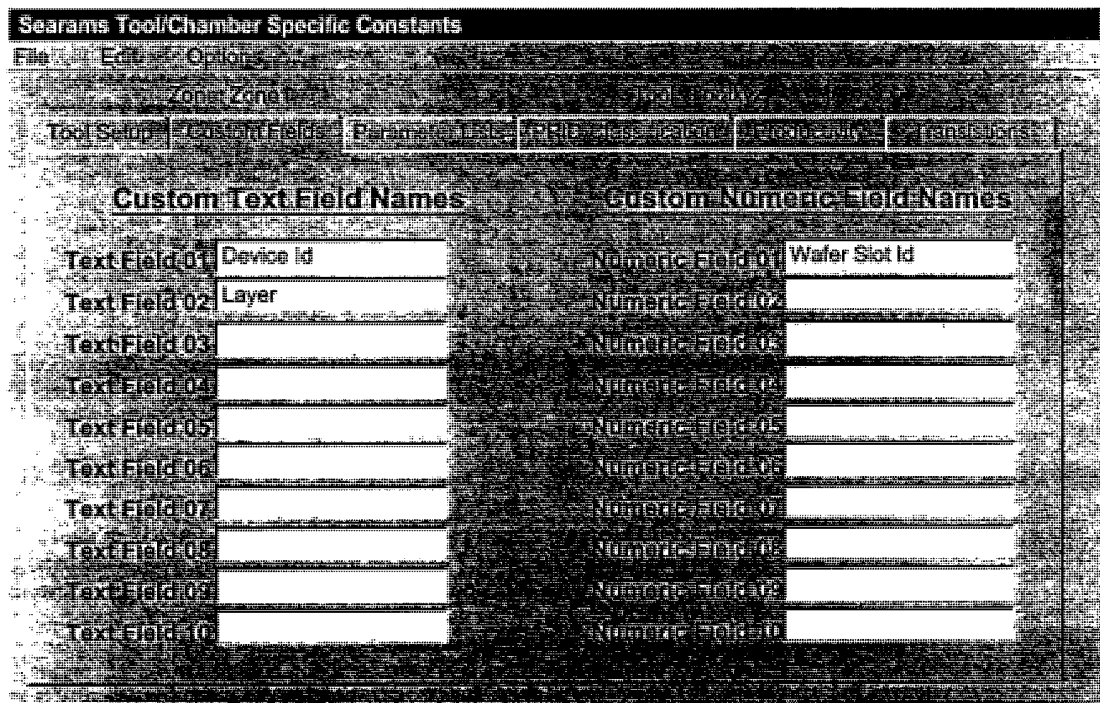 Searams Tool/Chamber Specific Constants
File Edit Options
Zone: Zone
Tool Setup Custom Fields Parameter Lists Productivity Translations
Custom Text Field Names Custom Numeric Field Names
Text Field 01 Device Id Numeric Field 01 Wafer Slot Id
Text Field 02 Layer Numeric Field 02
Text Field 03 Numeric Field 03
Text Field 04 Numeric Field 04
Text Field 05 Numeric Field 05
Text Field 06 Numeric Field 06
Text Field 07 Numeric Field 07
Text Field 08 Numeric Field 08
Text Field 09 Numeric Field 09
Text Field 10 Numeric Field 10